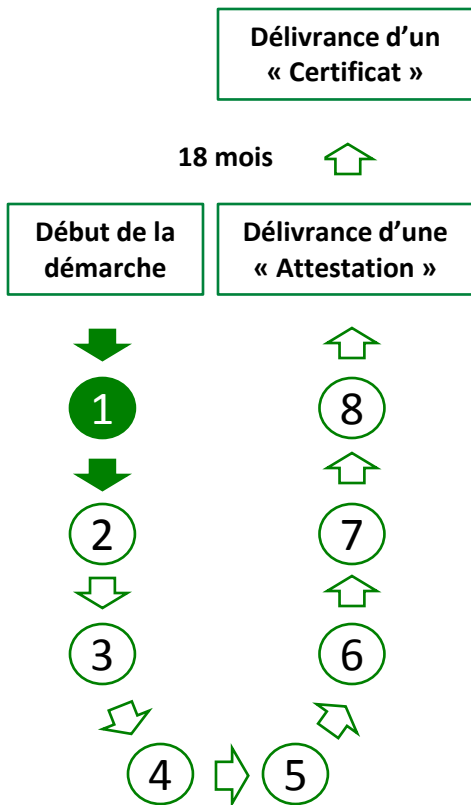 Délivrance d’un
« Certificat »
18 mois
Début de la
démarche
Délivrance d’une
« Attestation »
1
8
2
7
3
6
4
5